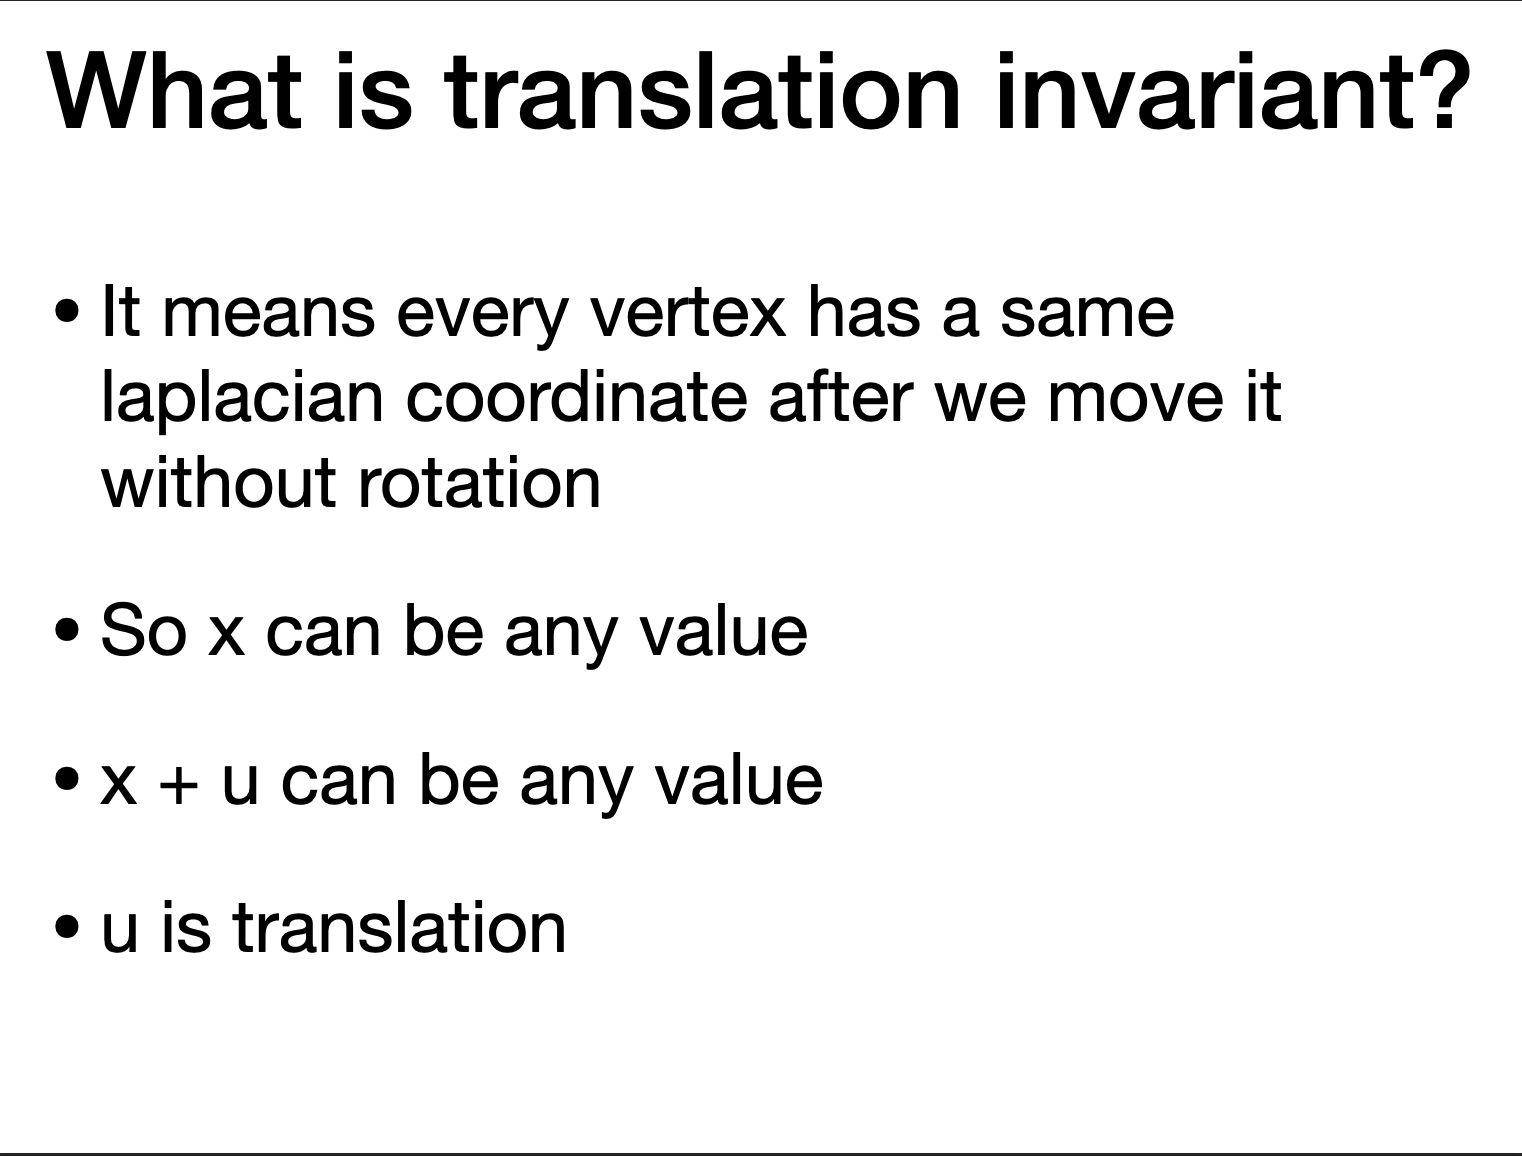 What is translation invariant?
• It means every vertex has a same
laplacian coordinate after we move it
without rotation
• So x can be any value
• x + u can be any value
• u is translation